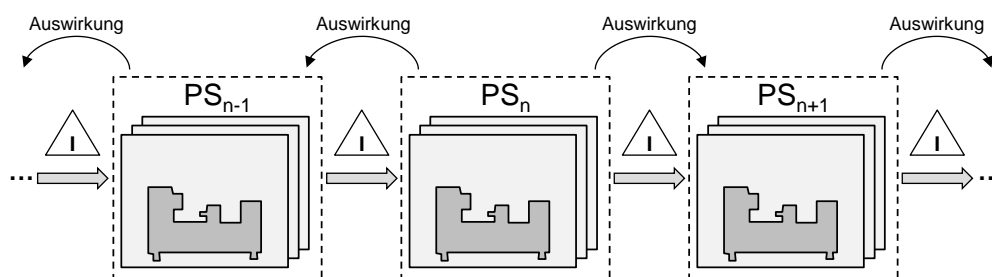 Auswirkung Auswirkung Auswirkung Auswirkung
PSn-1 PSn PSn+1
I I I I
... ...